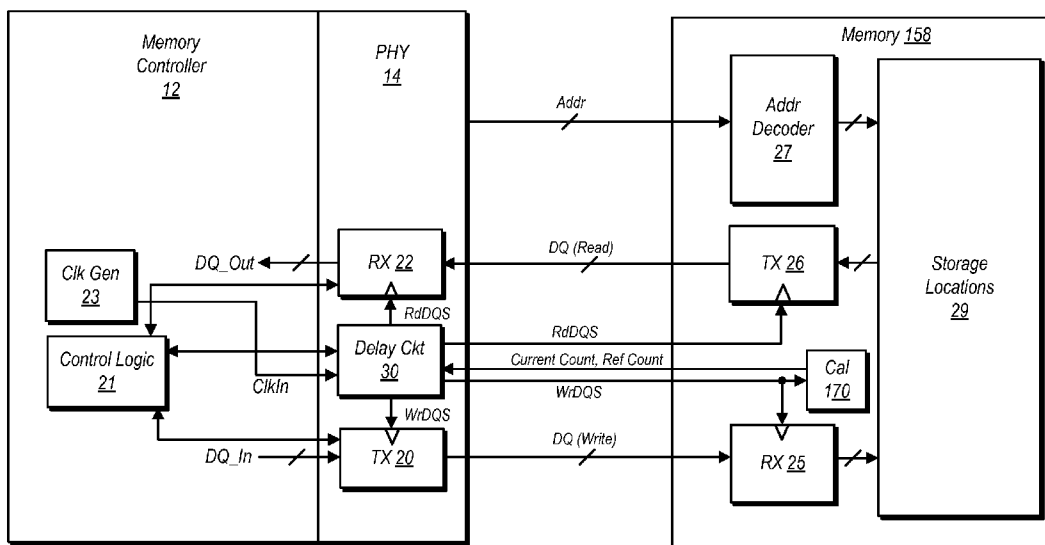 Memory
Controller
12
PHY
14
Memory 158
Addr
Addr
Decoder
27
DQ_Out
RX 22
DQ (Read)
TX 26
Storage
Locations
29
Clk Gen
23
RdDQS
RdDQS
Control Logic
21
ClkIn
Delay Ckt
30
Current Count, Ref Count
Cal
170
WrDQS
WrDQS
DQ_In
TX 20
DQ (Write)
RX 25